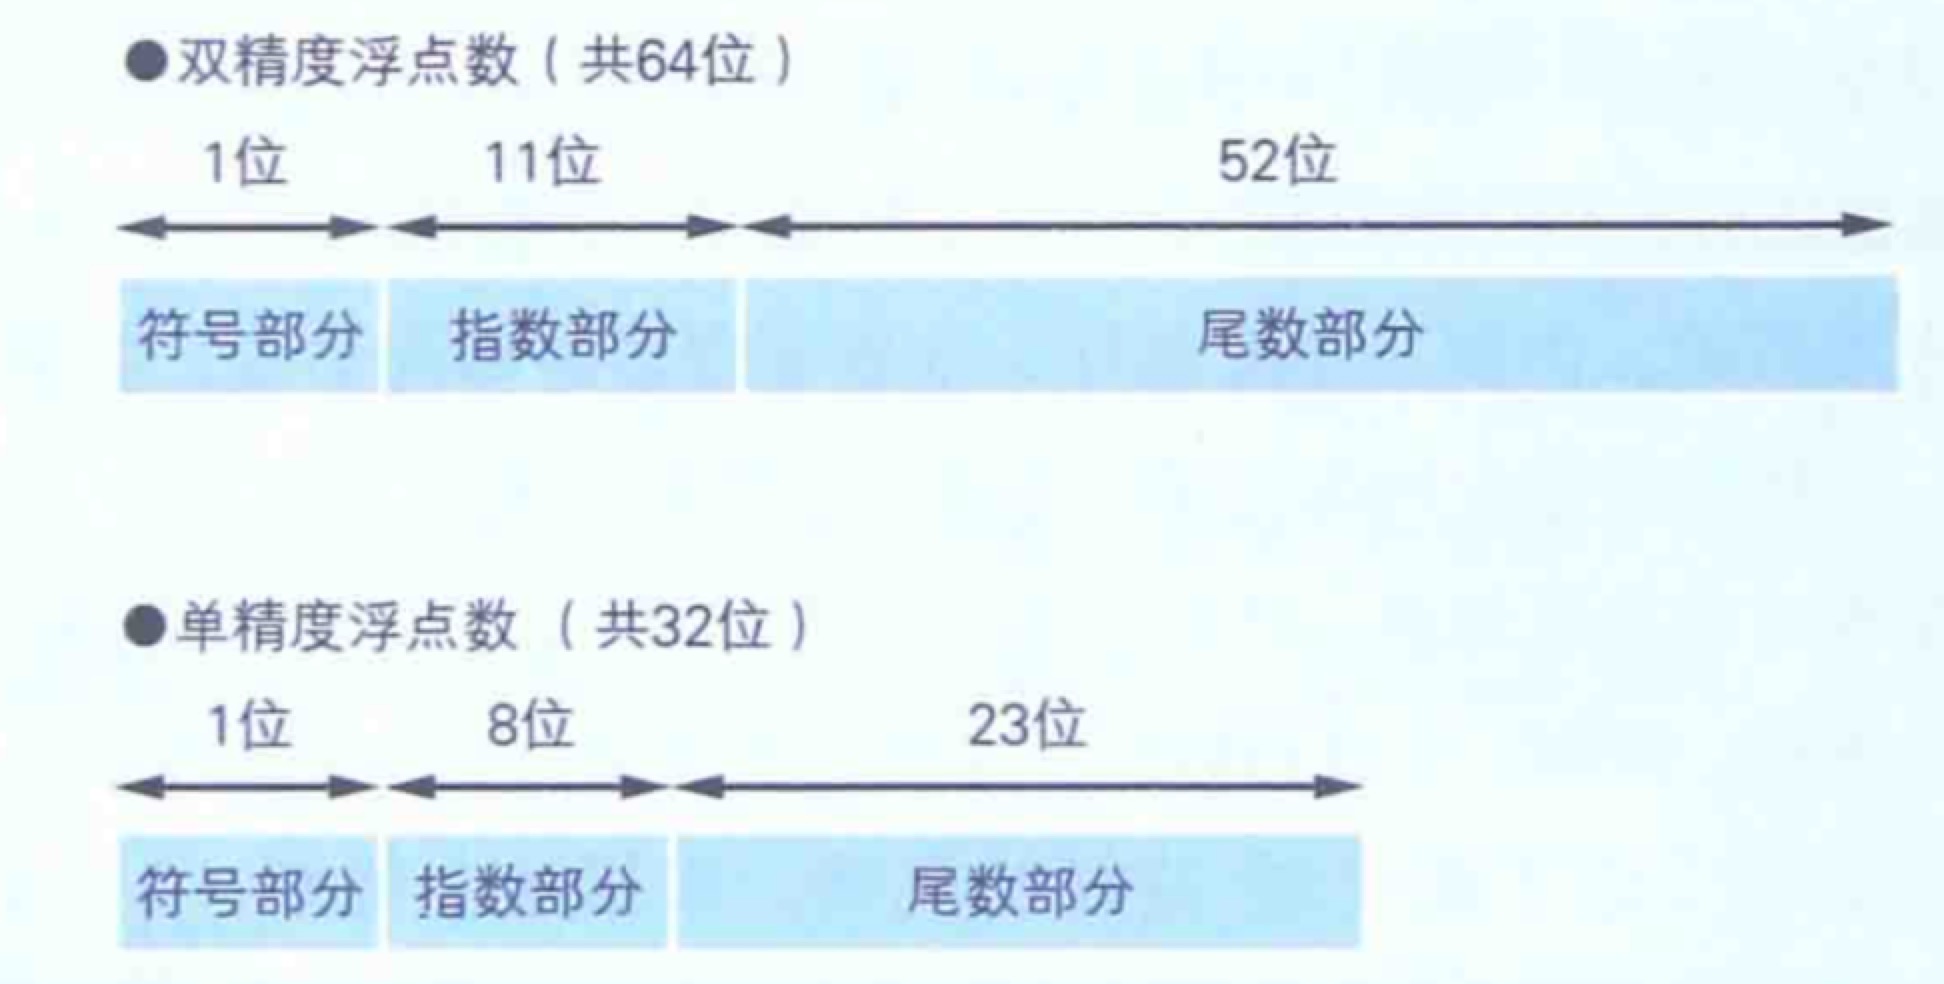 ●双精度浮点数（共64位）
1位 11位 52位
符号部分 指数部分 尾数部分
●单精度浮点数（共32位）
1位 8位 23位
符号部分 指数部分 尾数部分